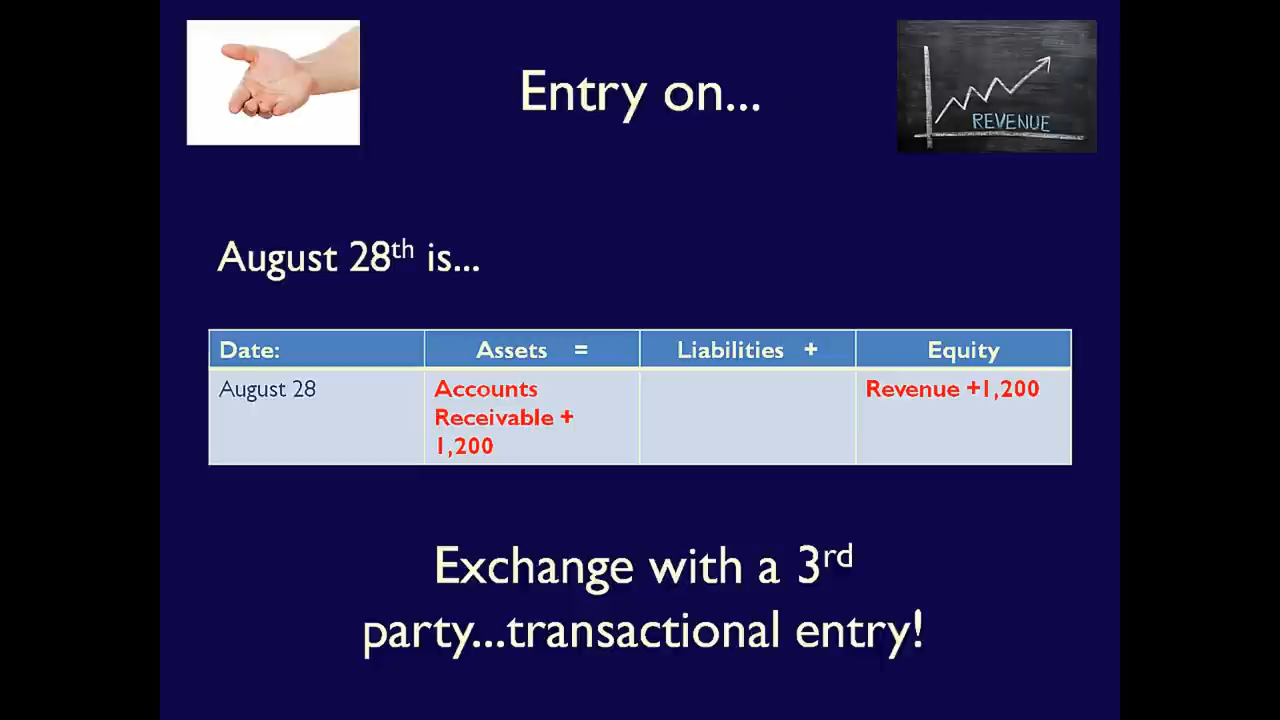 Entry on...
REVENUE
August 28th is...
Date: Assets = Liabilities + Equity
August 28 Accounts Receivable + 1,200 Revenue +1,200
Exchange with a 3rd
party...transactional entry!